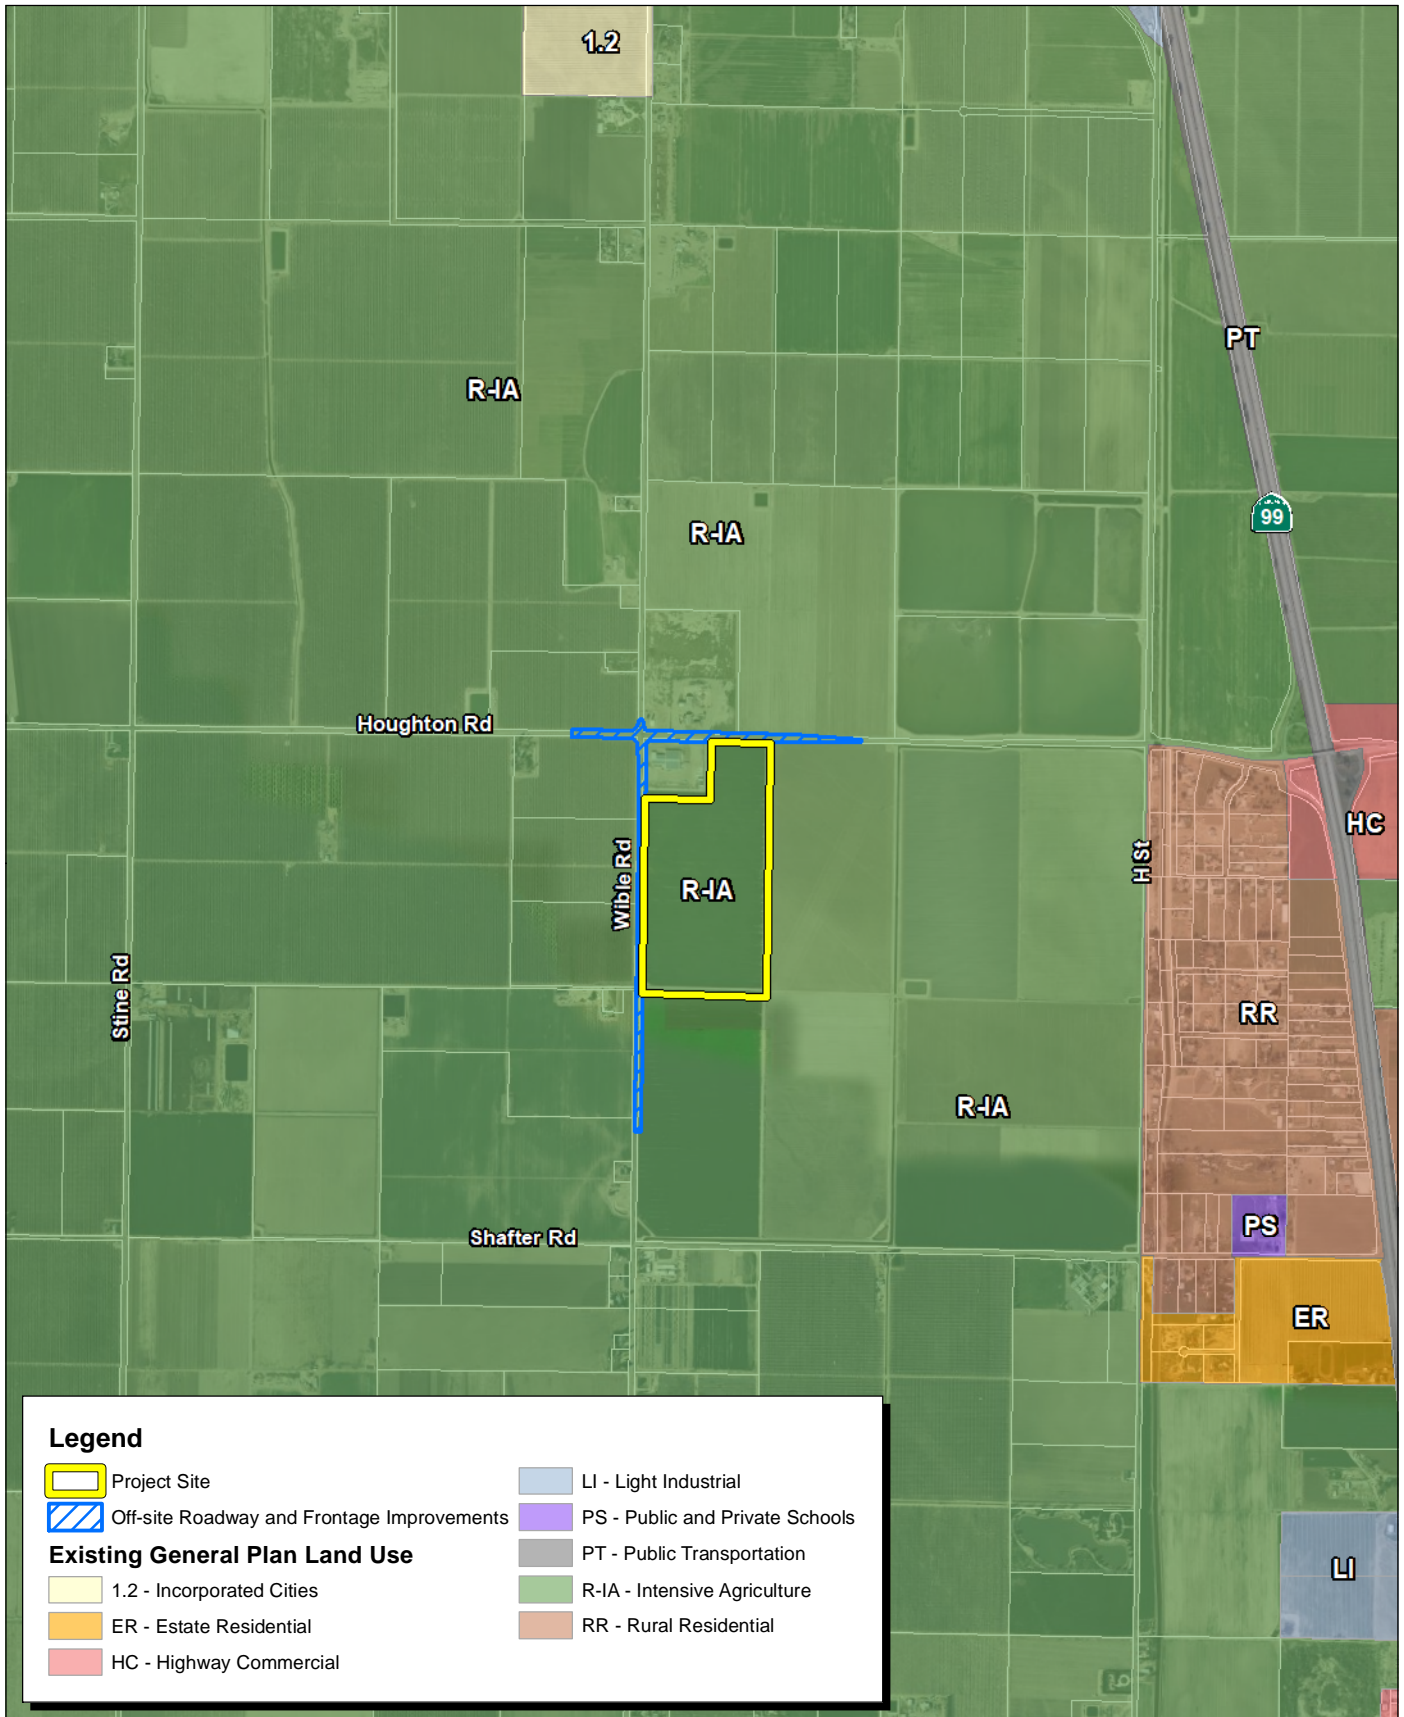 1.2
PT
R-IA
99
R-IA
Houghton Rd
HC
H St
Wible Rd
R-IA
Stine Rd
RR
R-IA
PS
Shafter Rd
ER
Legend
Project Site
Off-site Roadway and Frontage Improvements
Existing General Plan Land Use
1.2 - Incorporated Cities
ER - Estate Residential
HC - Highway Commercial
LI - Light Industrial
PS - Public and Private Schools
PT - Public Transportation
R-IA - Intensive Agriculture
RR - Rural Residential
LI